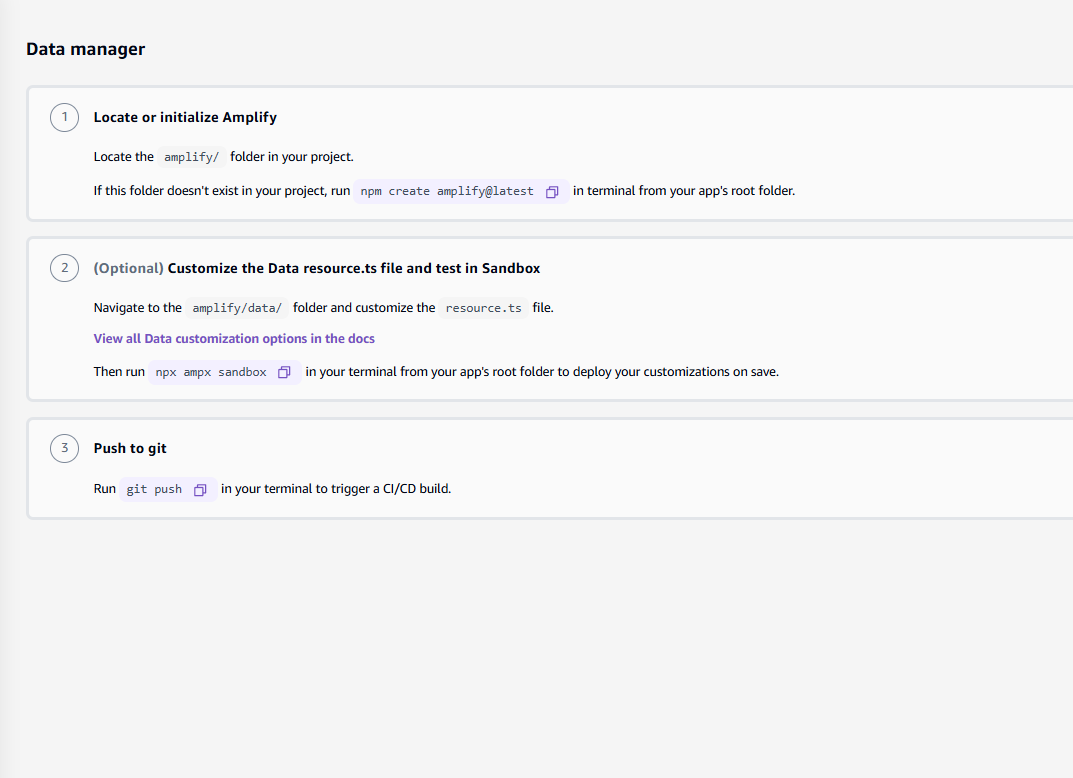 Data manager
1 Locate or initialize Amplify
Locate the amplify/ folder in your project.
If this folder doesn't exist in your project, run npm create amplify@latest in terminal from your app's root folder.
2 (Optional) Customize the Data resource.ts file and test in Sandbox
Navigate to the amplify/data/ folder and customize the resource.ts file.
View all Data customization options in the docs
Then run npx ampx sandbox in your terminal from your app's root folder to deploy your customizations on save.
3 Push to git
Run git push in your terminal to trigger a CI/CD build.